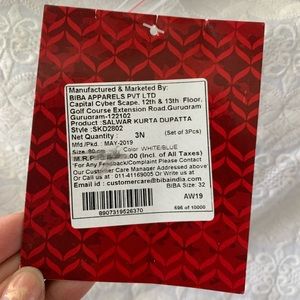 Manufactured & Marketed By:
BIBA APPARELS PVT LTD
Capital Cyber Scape, 12th & 13th Floor,
Golf Course Extension Road,Gurugram
Gurugram-122102
Product :SALWAR KURTA DUPATTA
Style :SKD2802
Net Quantity : 3N (Set of 3Pcs)
Mfd /Pkd. MAY-2019
Size: Color :WHITE/BLUE
M.R.P .00 (Incl. of All Taxes)
*For Any Feedback/Complaint Please Contact
Our Customer Care Manager Addressed above
Or Call us at : 011-41169005 Or Write us at
Email id : customercare@bibaindia.com
BIBA Size: 32
AW19
8907319526370
696 of 10000